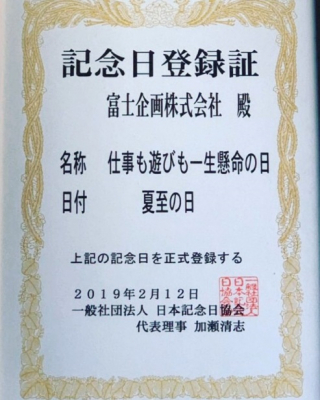 記念日登録証
富士企画株式会社 殿
名称 仕事も遊びも一生懸命の日
日付 夏至の日
上記の記念日を正式登録する
2019年2月12日
一般社団法人 日本記念日協会
代表理事 加瀬清志